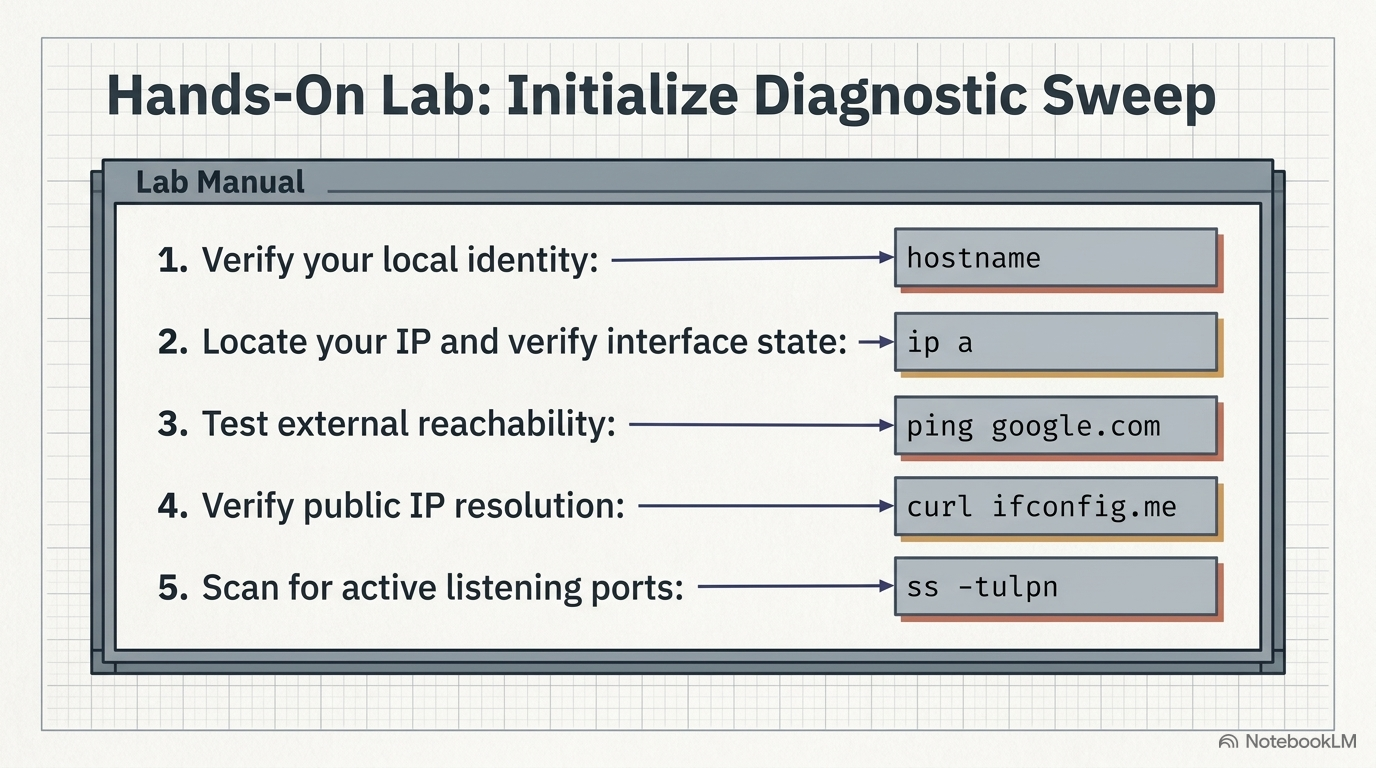 Hands-On Lab: Initialize Diagnostic Sweep
Lab Manual
1. Verify your local identity: hostname
2. Locate your IP and verify interface state: ip a
3. Test external reachability: ping google.com
4. Verify public IP resolution: curl ifconfig.me
5. Scan for active listening ports: ss -tulpn
NotebookLM